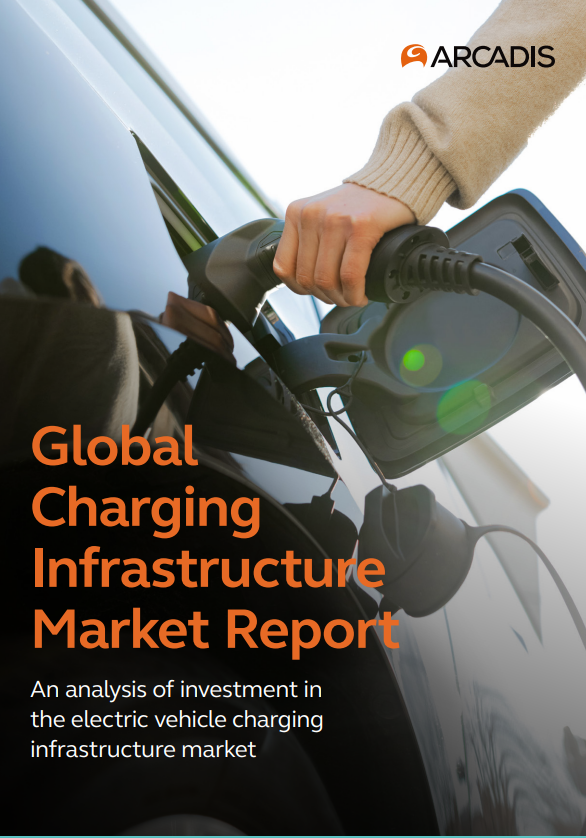 ARCADIS
Global
Charging
Infrastructure
Market Report
An analysis of investment in
the electric vehicle charging
infrastructure market